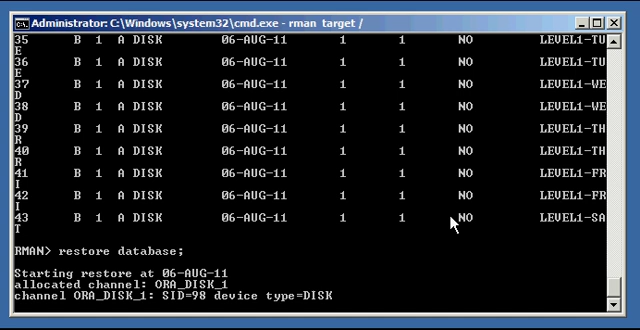 Administrator: C:\Windows\system32\cmd.exe - rman target /
35 B 1 A DISK 06-AUG-11 1 1 NO LEVEL1-TU
E
36 B 1 A DISK 06-AUG-11 1 1 NO LEVEL1-TU
E
37 B 1 A DISK 06-AUG-11 1 1 NO LEVEL1-WE
D
38 B 1 A DISK 06-AUG-11 1 1 NO LEVEL1-WE
D
39 B 1 A DISK 06-AUG-11 1 1 NO LEVEL1-TH
R
40 B 1 A DISK 06-AUG-11 1 1 NO LEVEL1-TH
R
41 B 1 A DISK 06-AUG-11 1 1 NO LEVEL1-FR
I
42 B 1 A DISK 06-AUG-11 1 1 NO LEVEL1-FR
I
43 B 1 A DISK 06-AUG-11 1 1 NO LEVEL1-SA
T
RMAN> restore database;
Starting restore at 06-AUG-11
allocated channel: ORA_DISK_1
channel ORA_DISK_1: SID=98 device type=DISK